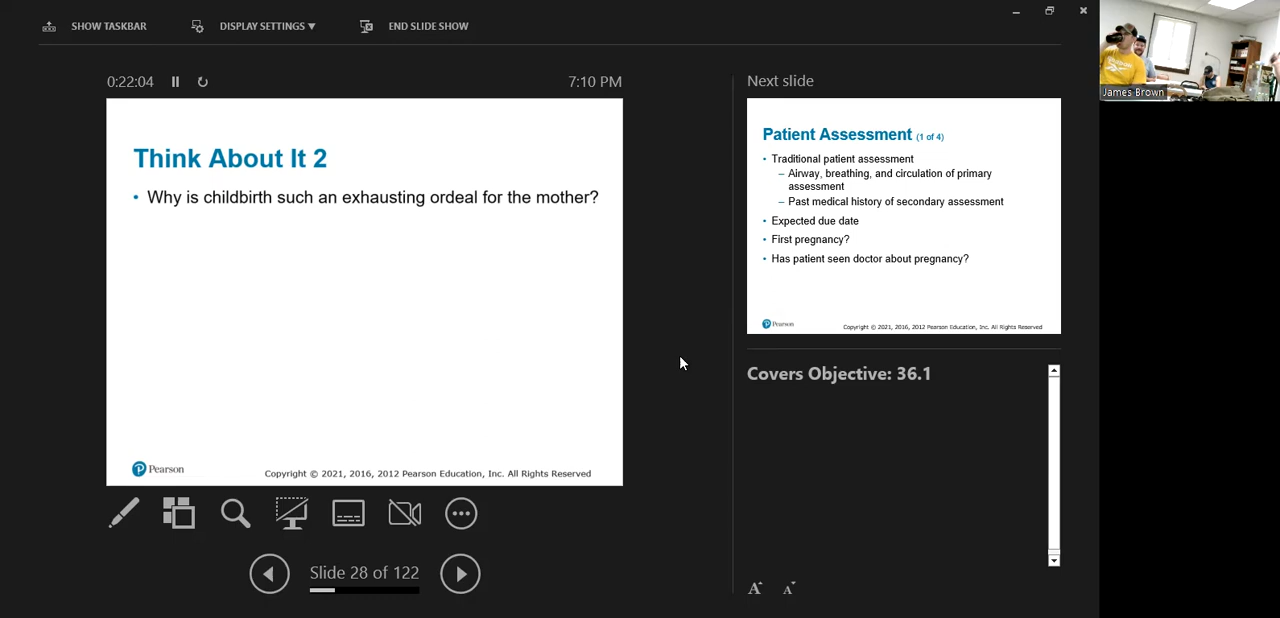 SHOW TASKBAR
DISPLAY SETTINGS ▼
END SLIDE SHOW
0:22:04
7:10 PM
Think About It 2
• Why is childbirth such an exhausting ordeal for the mother?
Pearson
Copyright © 2021, 2016, 2012 Pearson Education, Inc. All Rights Reserved
Slide 28 of 122
Next slide
Patient Assessment (1 of 4)
• Traditional patient assessment
– Airway, breathing, and circulation of primary
assessment
– Past medical history of secondary assessment
• Expected due date
• First pregnancy?
• Has patient seen doctor about pregnancy?
Pearson
Copyright © 2021, 2016, 2012 Pearson Education, Inc. All Rights Reserved
Covers Objective: 36.1
A A
James Brown